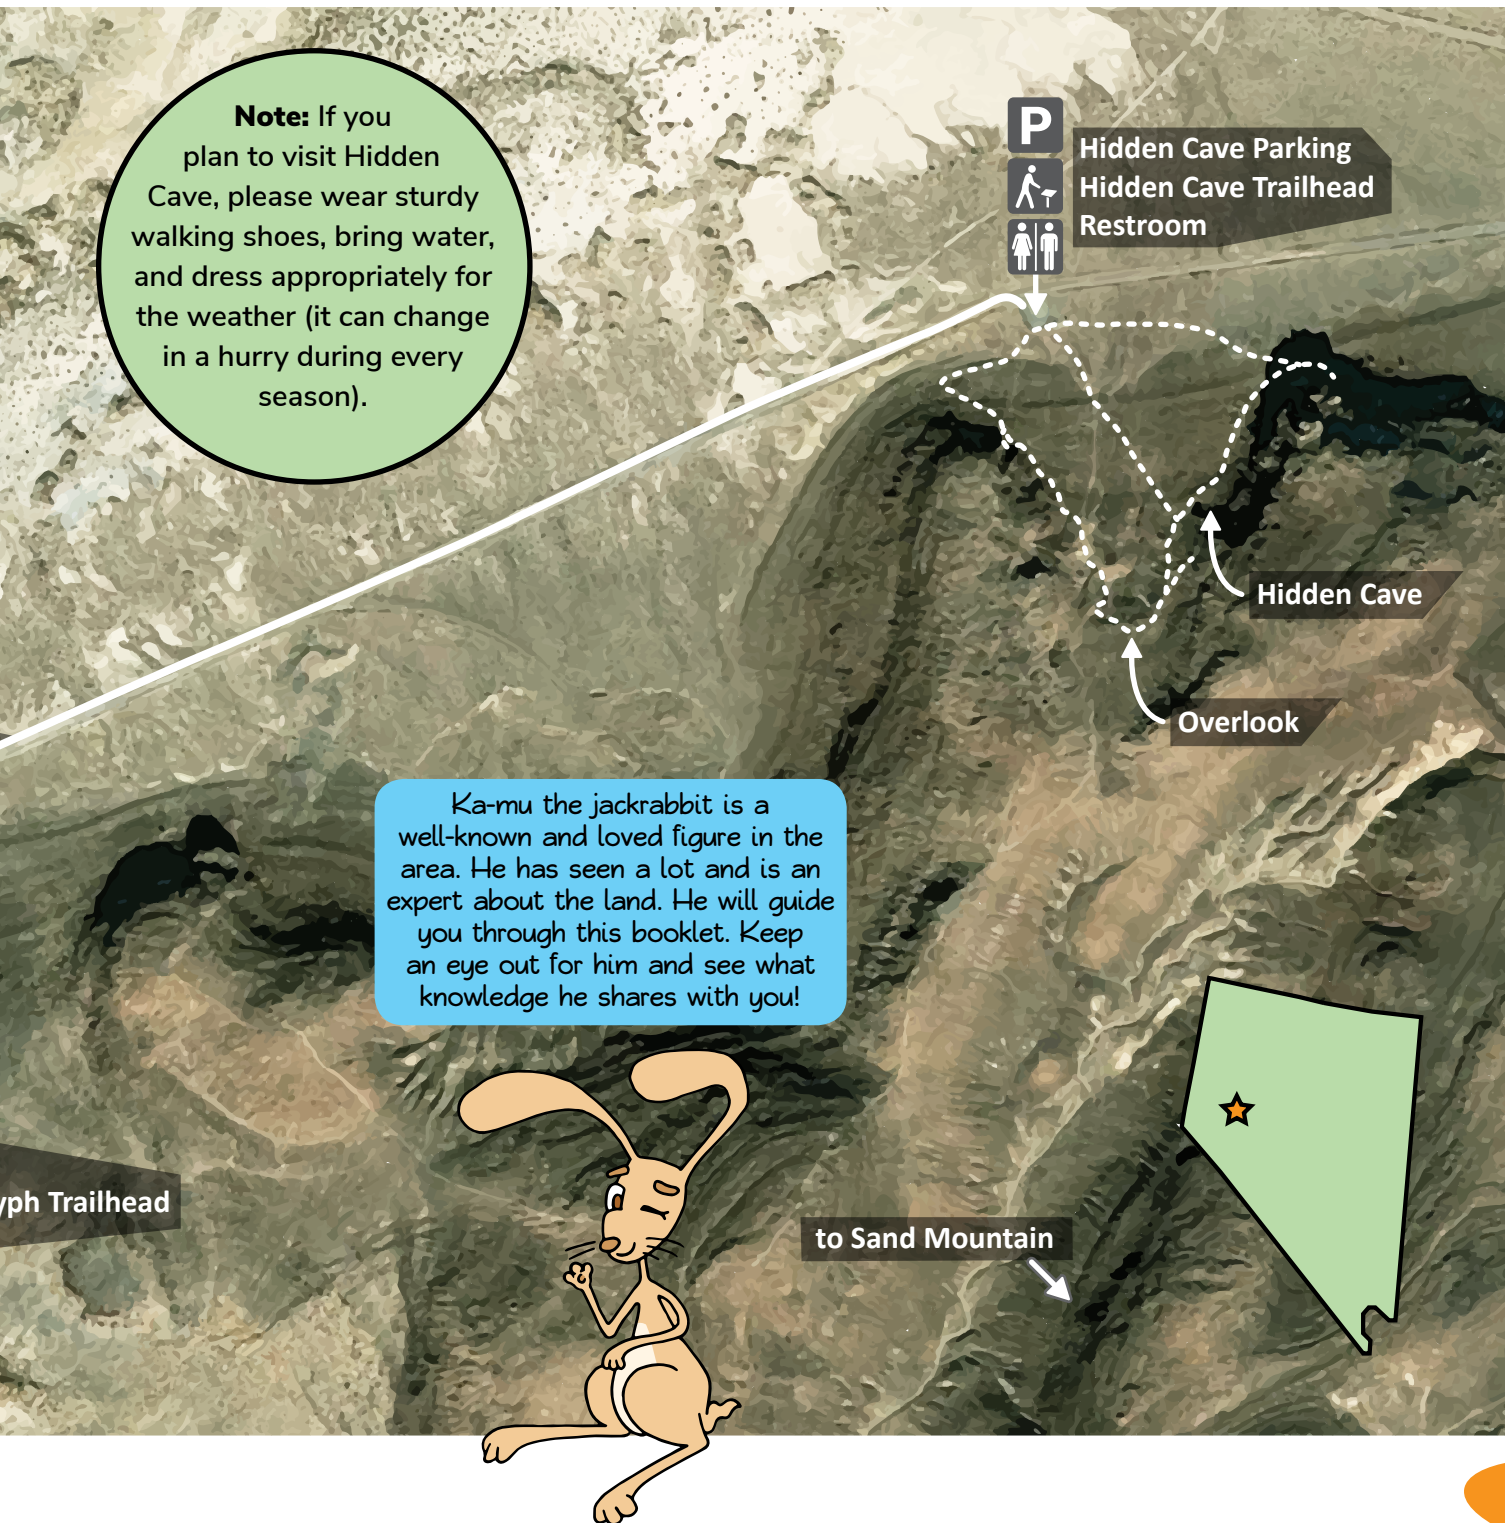 Note: If you
plan to visit Hidden
Cave, please wear sturdy
walking shoes, bring water,
and dress appropriately for
the weather (it can change
in a hurry during every
season).
P
Hidden Cave Parking
Hidden Cave Trailhead
Restroom
Hidden Cave
Overlook
Ka-mu the jackrabbit is a
well-known and loved figure in the
area. He has seen a lot and is an
expert about the land. He will guide
you through this booklet. Keep
an eye out for him and see what
knowledge he shares with you!
yph Trailhead
to Sand Mountain